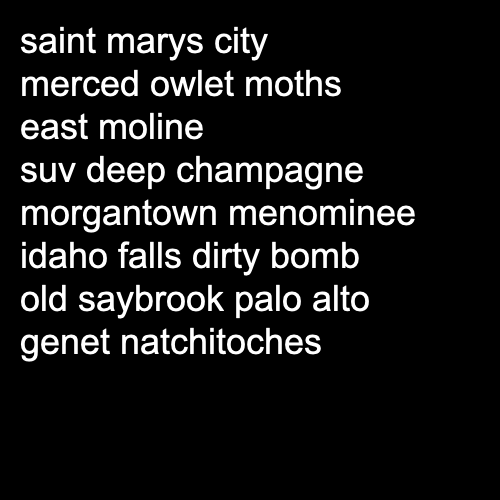 saint marys city
merced owlet moths
east moline
suv deep champagne
morgantown menominee
idaho falls dirty bomb
old saybrook palo alto
genet natchitoches